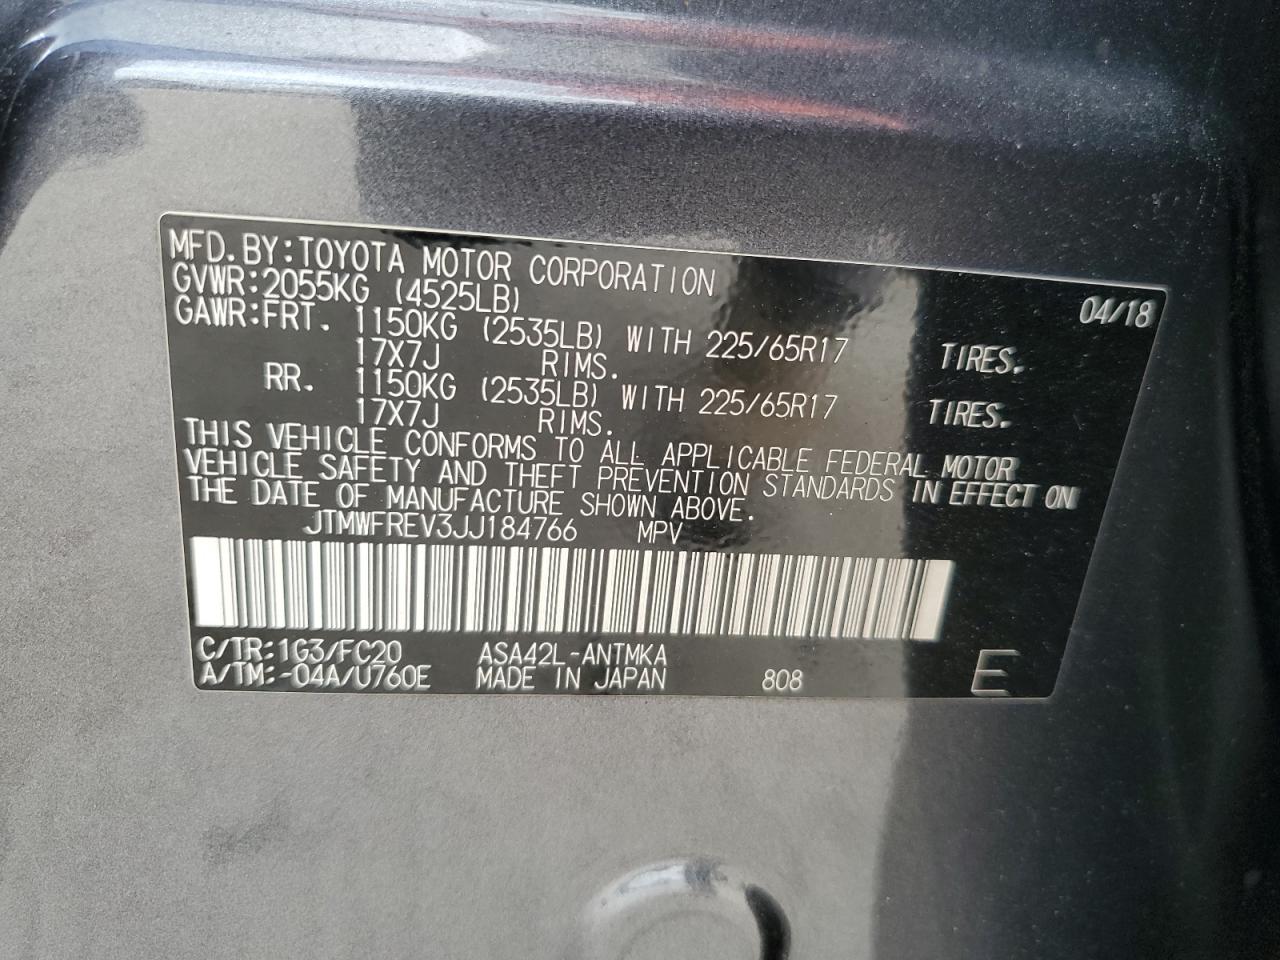 MFD. BY: TOYOTA MOTOR CORPORATION 04/18
GVWR: 2055KG (4525LB)
GAWR: FRT. 1150KG (2535LB) WITH 225/65R17 TIRES.
17X7J RIMS.
RR. 1150KG (2535LB) WITH 225/65R17 TIRES.
17X7J RIMS.
THIS VEHICLE CONFORMS TO ALL APPLICABLE FEDERAL MOTOR
VEHICLE SAFETY AND THEFT PREVENTION STANDARDS IN EFFECT ON
THE DATE OF MANUFACTURE SHOWN ABOVE.
JTMWFREV3JJ184766 MPV
C/TR: 1G3/FC20 ASA42L-ANTMKA
A/TM: -04A/U760E MADE IN JAPAN 808 E